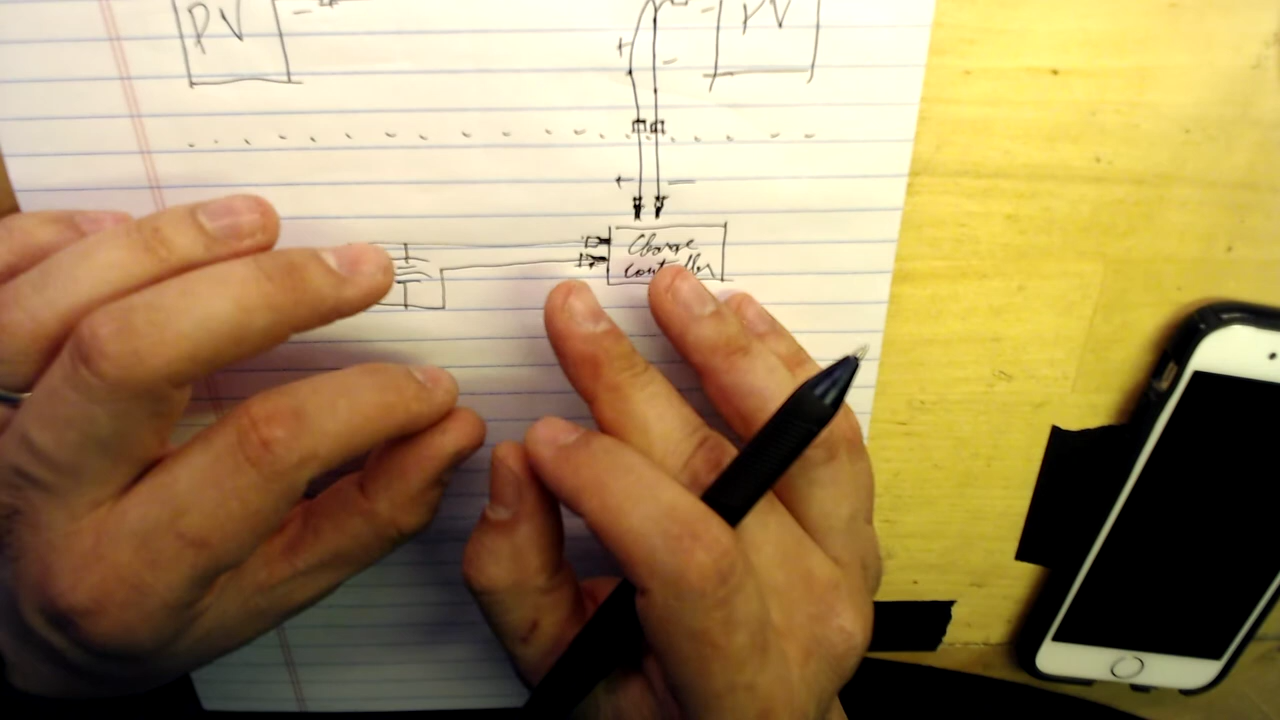 PV
PV
+
-
+
-
Charge
Controller